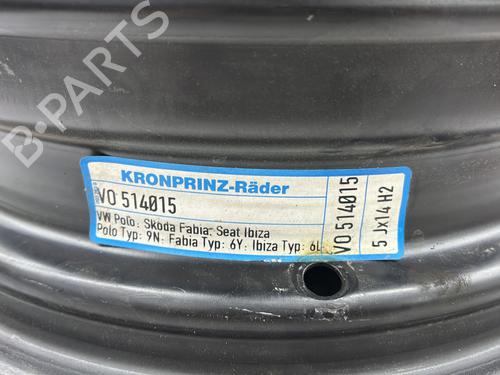 B-PARTS
KRONPRINZ-Räder
VO 514015
VW Polo; Skoda Fabia; Seat Ibiza
Polo Typ: 9N; Fabia Typ: 6Y; Ibiza Typ: 6L
VO 514015
5 Jx14 H2